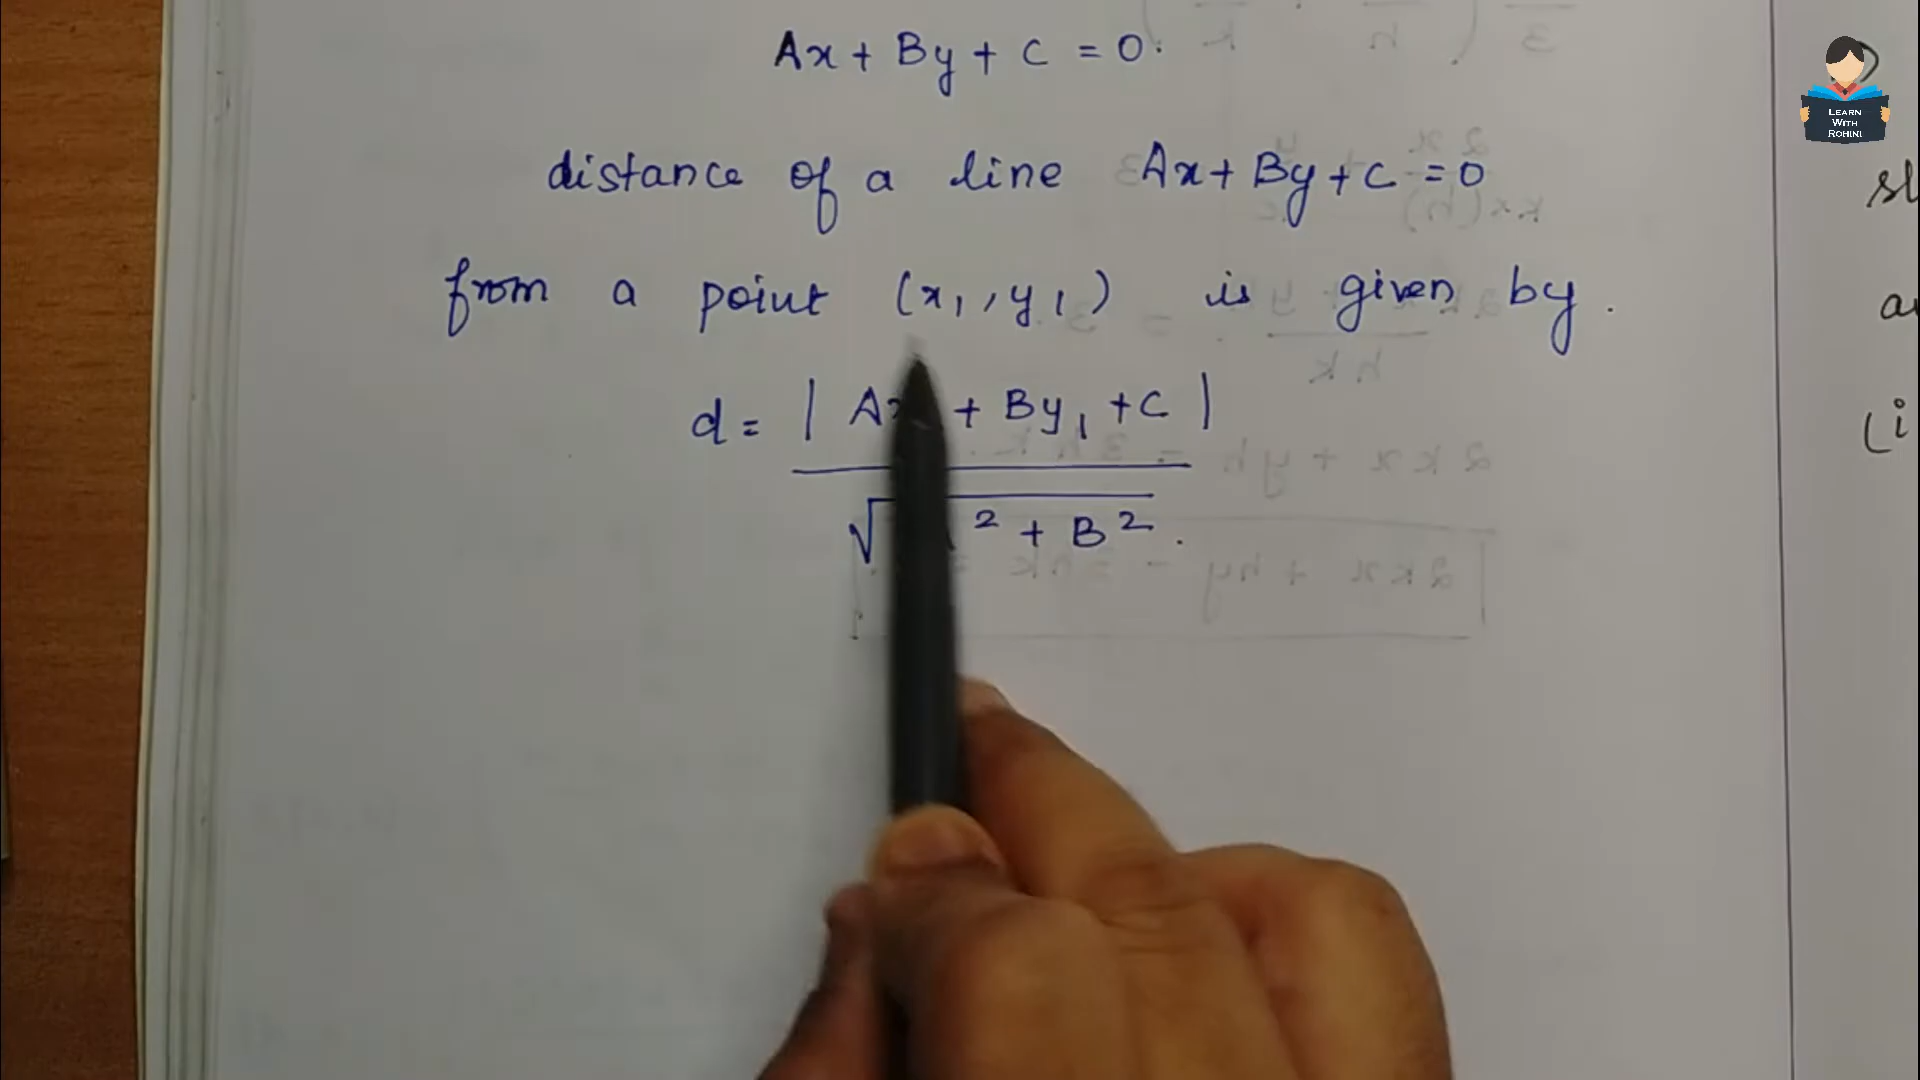 Ax + By + C = 0.
distance of a line Ax + By + C = 0
from a point (x₁, y₁) is given by.
d = | Ax + By₁ + C |
√ ² + B² .
LEARN
WITH
ROHINI
(i